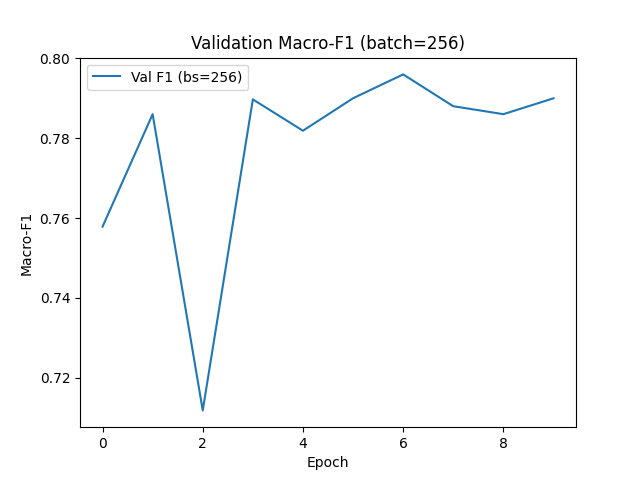 Validation Macro-F1 (batch=256)
Val F1 (bs=256)
0.80
0.78
0.76
0.74
0.72
Macro-F1
0 2 4 6 8
Epoch